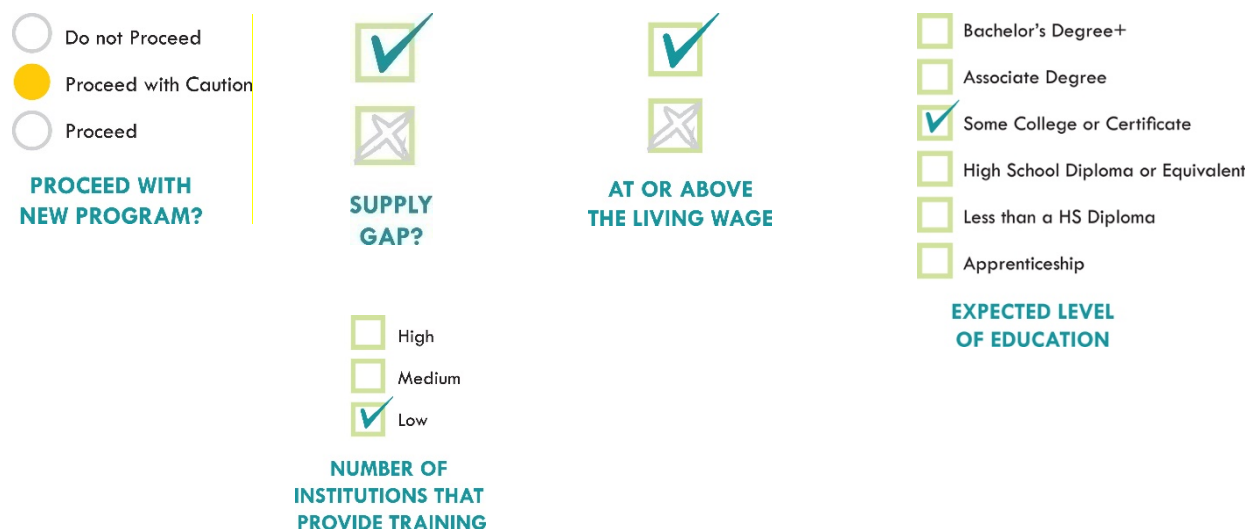 Do not Proceed
Proceed with Caution
Proceed
PROCEED WITH
NEW PROGRAM?
SUPPLY
GAP?
AT OR ABOVE
THE LIVING WAGE
Bachelor's Degree+
Associate Degree
Some College or Certificate
High School Diploma or Equivalent
Less than a HS Diploma
Apprenticeship
EXPECTED LEVEL
OF EDUCATION
High
Medium
Low
NUMBER OF
INSTITUTIONS THAT
PROVIDE TRAINING